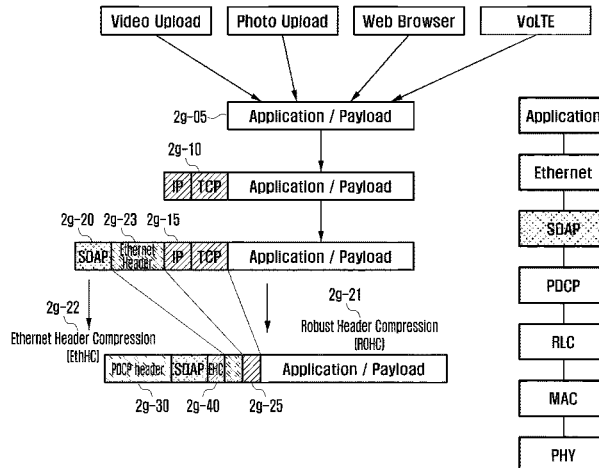 Video Upload
Photo Upload
Web Browser
VoLTE
2g-05
Application / Payload
2g-10
IP
TCP
Application / Payload
2g-20
2g-23
2g-15
SDAP
Ethernet Header
IP
TCP
Application / Payload
2g-22
Ethernet Header Compression
(EthHC)
2g-21
Robust Header Compression
(ROHC)
PDCP header
SDAP
EHC
Application / Payload
2g-30
2g-40
2g-25
Application
Ethernet
SDAP
PDCP
RLC
MAC
PHY